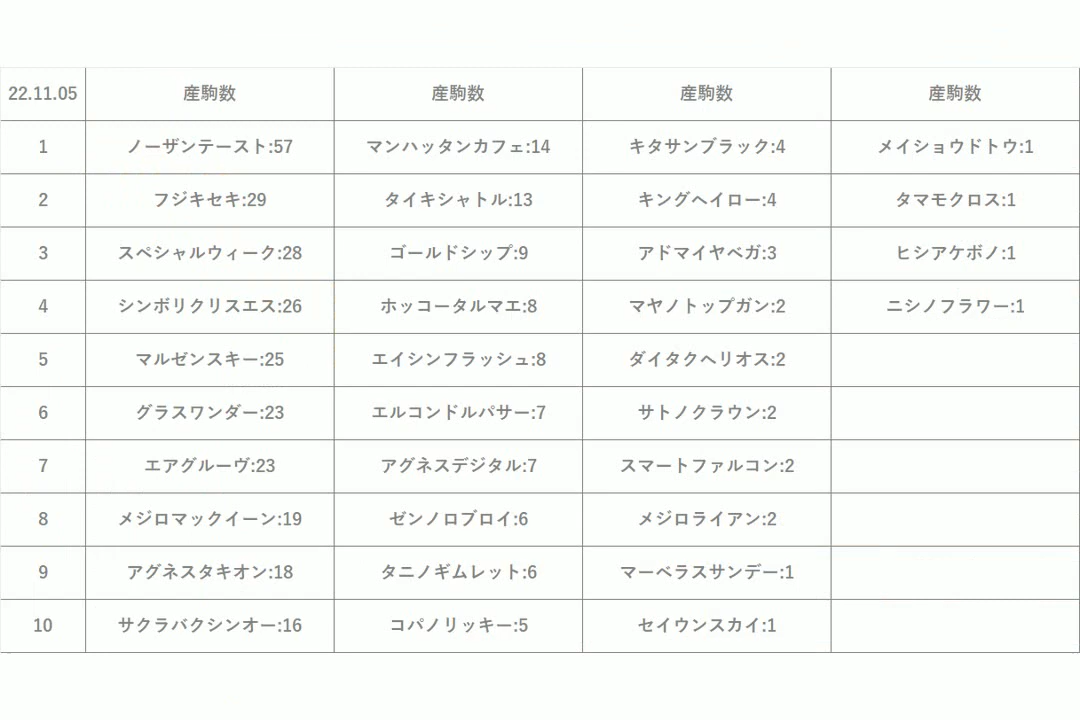 22.11.05 産駒数 産駒数 産駒数 産駒数
1 ノーザンテースト:57 マンハッタンカフェ:14 キタサンブラック:4 メイショウドトウ:1
2 フジキセキ:29 タイキシャトル:13 キングヘイロー:4 タマモクロス:1
3 スペシャルウィーク:28 ゴールドシップ:9 アドマイヤベガ:3 ヒシアケボノ:1
4 シンボリクリスエス:26 ホッコータルマエ:8 マヤノトップガン:2 ニシノフラワー:1
5 マルゼンスキー:25 エイシンフラッシュ:8 ダイタクヘリオス:2
6 グラスワンダー:23 エルコンドルパサー:7 サトノクラウン:2
7 エアグルーヴ:23 アグネスデジタル:7 スマートファルコン:2
8 メジロマックイーン:19 ゼンノロブロイ:6 メジロライアン:2
9 アグネスタキオン:18 タニノギムレット:6 マーベラスサンデー:1
10 サクラバクシンオー:16 コパノリッキー:5 セイウンスカイ:1